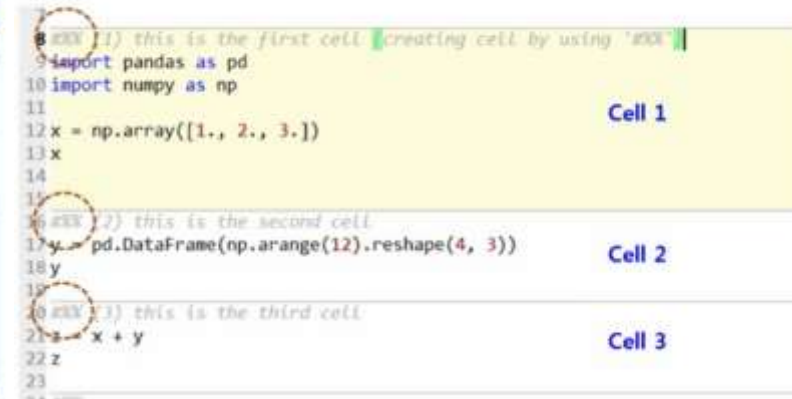 7
8 #%% (1) this is the first cell (creating cell by using '#%%')
9 import pandas as pd
10 import numpy as np
11
12 x = np.array([1., 2., 3.])
13 x
14
15
16 #%% (2) this is the second cell
17 y = pd.DataFrame(np.arange(12).reshape(4, 3))
18 y
19
20 #%% (3) this is the third cell
21 z = x + y
22 z
23
Cell 1
Cell 2
Cell 3